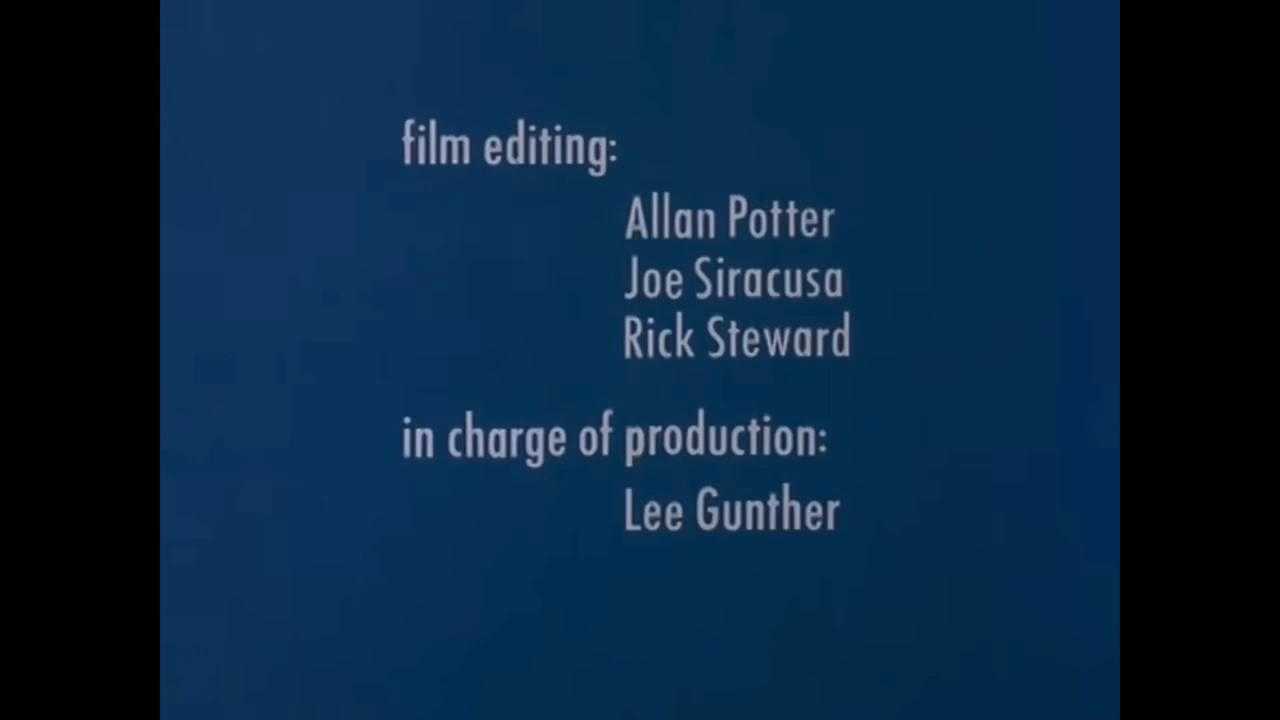 film editing:
Allan Potter
Joe Siracusa
Rick Steward
in charge of production:
Lee Gunther